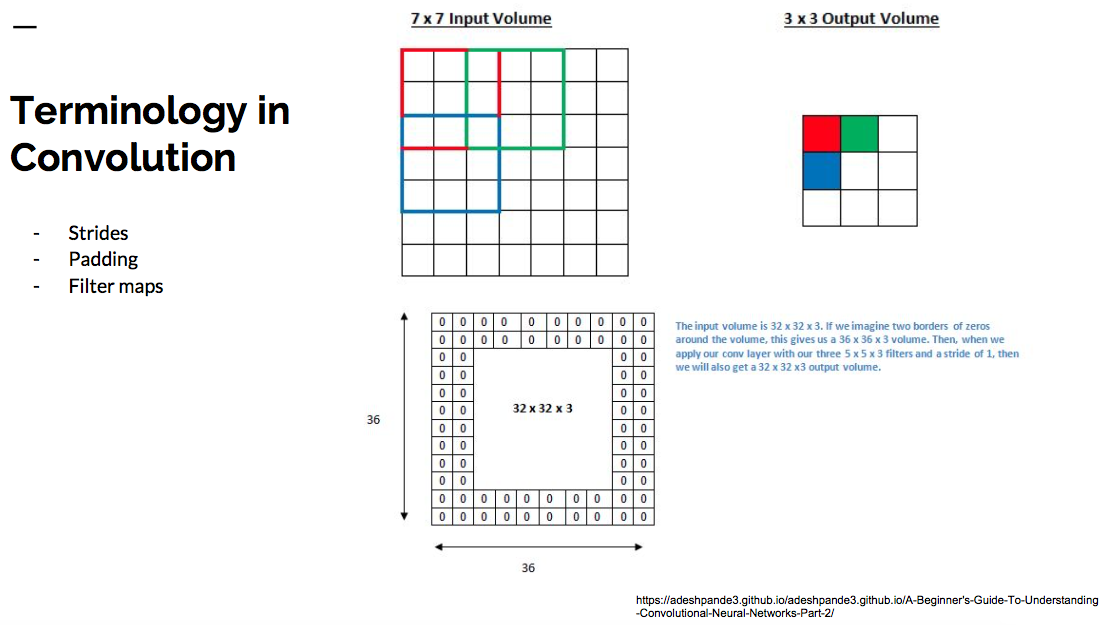 Terminology in
Convolution
- Strides
- Padding
- Filter maps
7 x 7 Input Volume
3 x 3 Output Volume
0 0 0 0 0 0 0 0 0 0
0 0 0 0 0 0 0 0 0 0
0 0 0 0
0 0 0 0
0 0 0 0
0 0 0 0
0 0 0 0
0 0 0 0
0 0 0 0
0 0 0 0
0 0 0 0 0 0 0 0 0 0
0 0 0 0 0 0 0 0 0 0
32 x 32 x 3
36
36
The input volume is 32 x 32 x 3. If we imagine two borders of zeros
around the volume, this gives us a 36 x 36 x 3 volume. Then, when we
apply our conv layer with our three 5 x 5 x 3 filters and a stride of 1, then
we will also get a 32 x 32 x3 output volume.
https://adeshpande3.github.io/adeshpande3.github.io/A-Beginner's-Guide-To-Understanding
-Convolutional-Neural-Networks-Part-2/